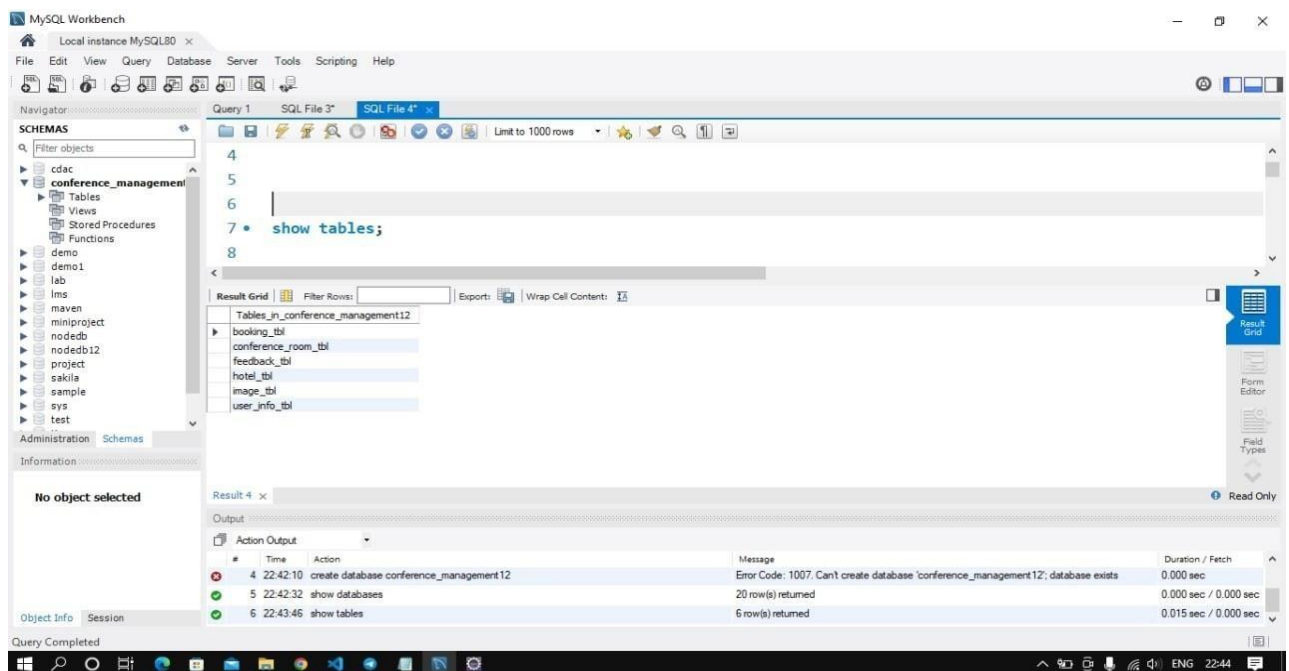 MySQL Workbench
Local instance MySQL80
File Edit View Query Database Server Tools Scripting Help
Navigator
Query 1 SQL File 3* SQL File 4*
SCHEMAS
Limit to 1000 rows
Filter objects
cdac
conference_management
Tables
Views
Stored Procedures
Functions
demo
demo1
lab
lms
maven
miniproject
nodedb
nodedb12
project
sakila
sample
sys
test
Administration Schemas
Information
No object selected
Object Info Session
4
5
6
7 show tables;
8
Result Grid Filter Rows: Export: Wrap Cell Content:
Tables_in_conference_management12
booking_tbl
conference_room_tbl
feedback_tbl
hotel_tbl
image_tbl
user_info_tbl
Result Grid
Form Editor
Field Types
Result 4 Read Only
Output
Action Output
# Time Action Message Duration / Fetch
4 22:42:10 create database conference_management12 Error Code: 1007. Can't create database 'conference_management12'; database exists 0.000 sec
5 22:42:32 show databases 20 row(s) returned 0.000 sec / 0.000 sec
6 22:43:46 show tables 6 row(s) returned 0.015 sec / 0.000 sec
Query Completed
ENG 22:44